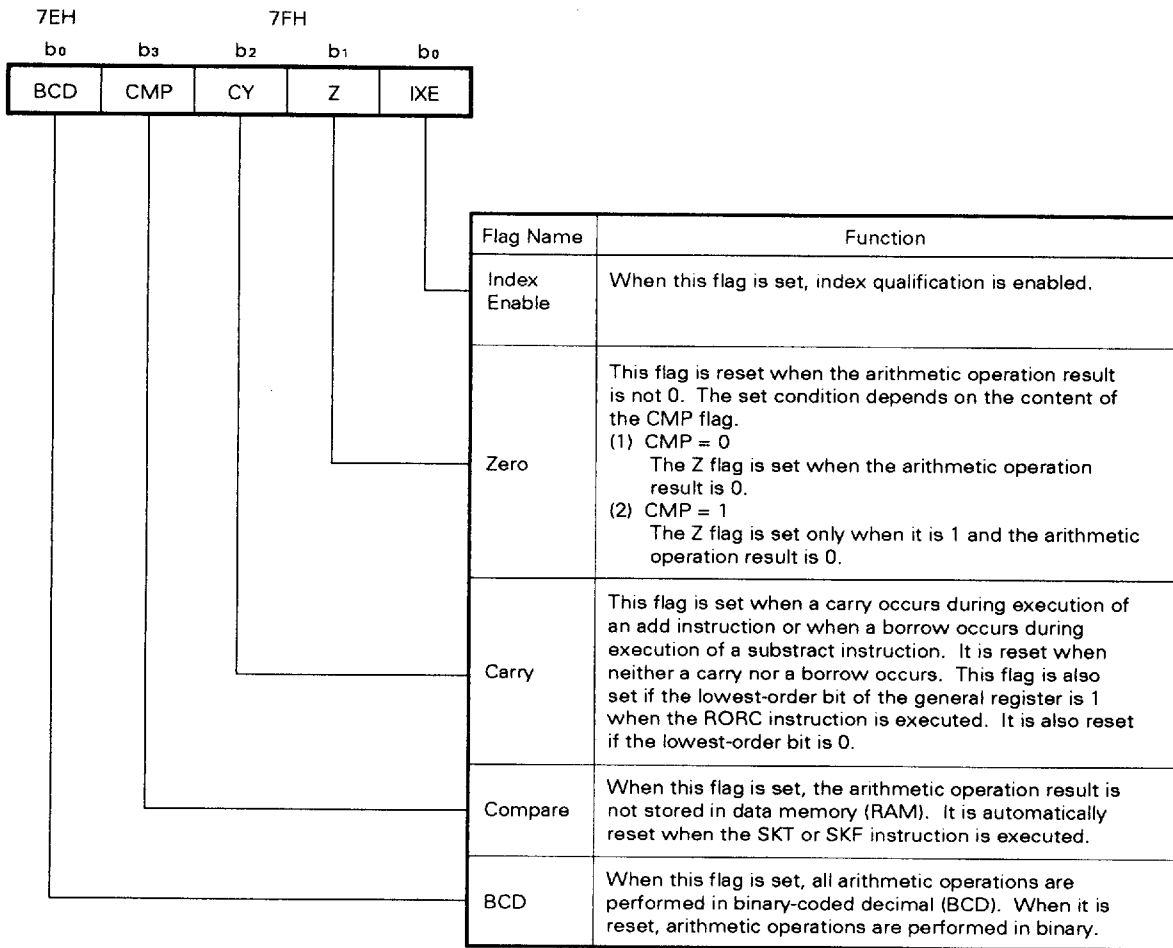 7EH 7FH
b0 b3 b2 b1 b0
BCD CMP CY Z IXE
Flag Name Function
Index
Enable
When this flag is set, index qualification is enabled.
Zero
This flag is reset when the arithmetic operation result
is not 0. The set condition depends on the content of
the CMP flag.
(1) CMP = 0
The Z flag is set when the arithmetic operation
result is 0.
(2) CMP = 1
The Z flag is set only when it is 1 and the arithmetic
operation result is 0.
Carry
This flag is set when a carry occurs during execution of
an add instruction or when a borrow occurs during
execution of a substract instruction. It is reset when
neither a carry nor a borrow occurs. This flag is also
set if the lowest-order bit of the general register is 1
when the RORC instruction is executed. It is also reset
if the lowest-order bit is 0.
Compare
When this flag is set, the arithmetic operation result is
not stored in data memory (RAM). It is automatically
reset when the SKT or SKF instruction is executed.
BCD
When this flag is set, all arithmetic operations are
performed in binary-coded decimal (BCD). When it is
reset, arithmetic operations are performed in binary.